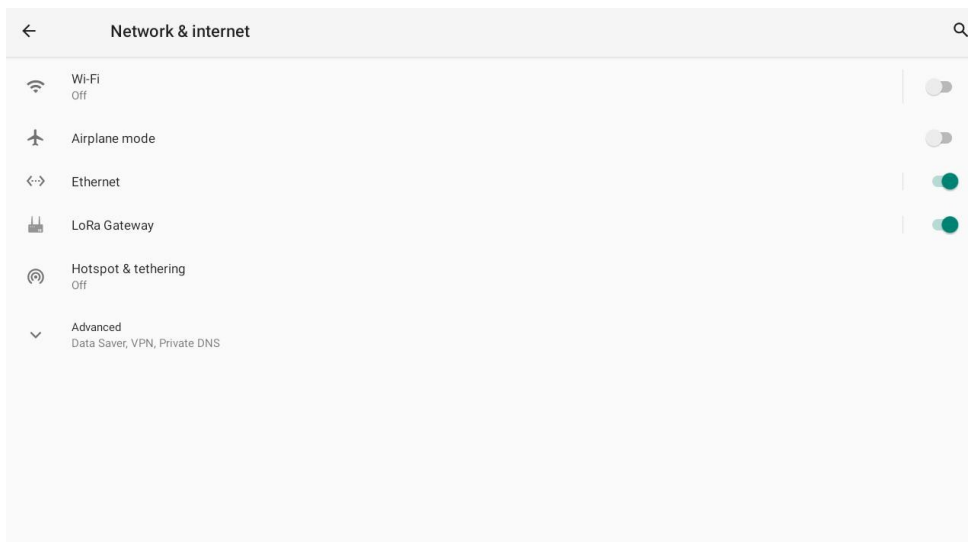 Network & internet
Wi-Fi
Off
Airplane mode
Ethernet
LoRa Gateway
Hotspot & tethering
Off
Advanced
Data Saver, VPN, Private DNS